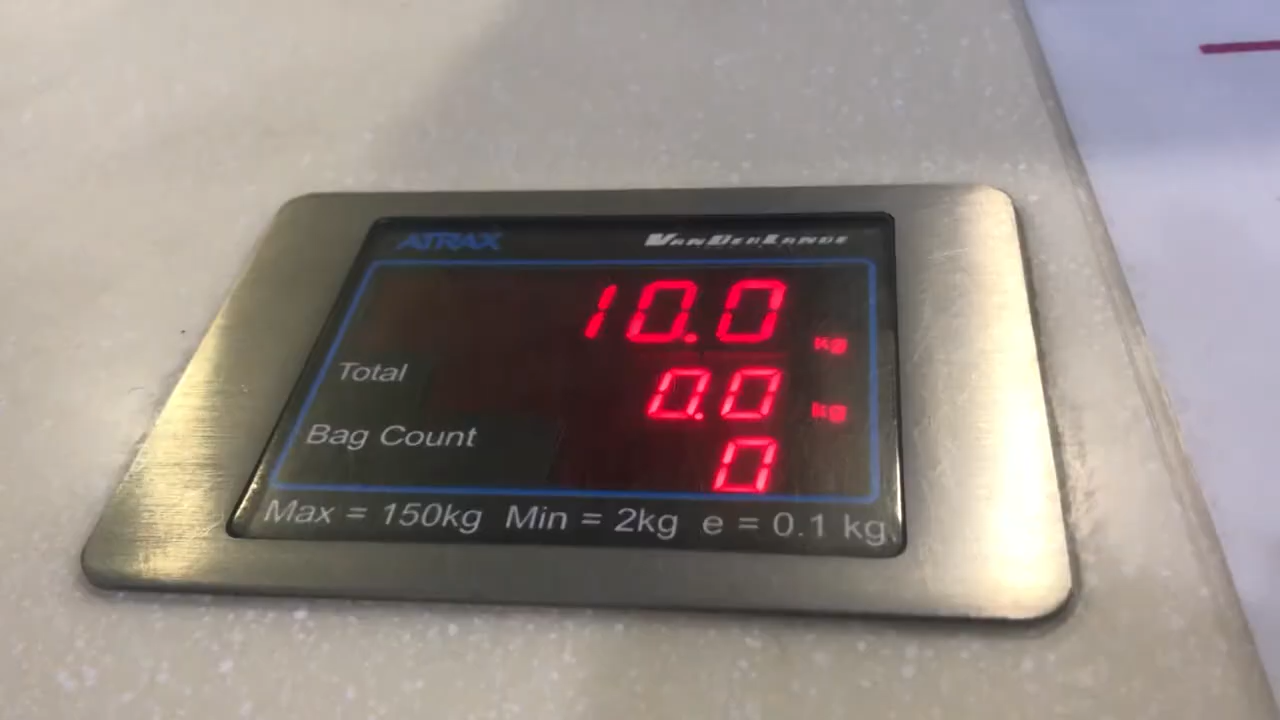 ATRAX VANDERLANDE
10.0 kg
Total 0.0 kg
Bag Count 0
Max = 150kg Min = 2kg e = 0.1 kg